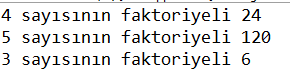 4 sayısının faktoriyeli 24
5 sayısının faktoriyeli 120
3 sayısının faktoriyeli 6